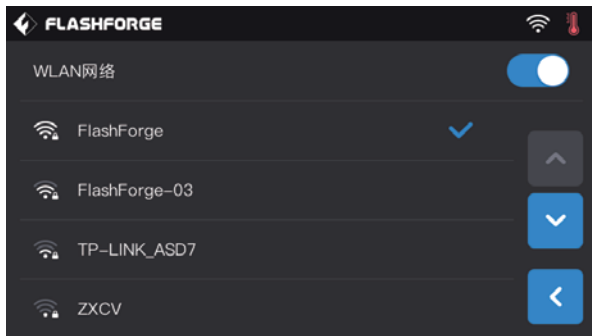 FLASHFORGE
WLAN网络
FlashForge
FlashForge-03
TP-LINK_ASD7
ZXCV